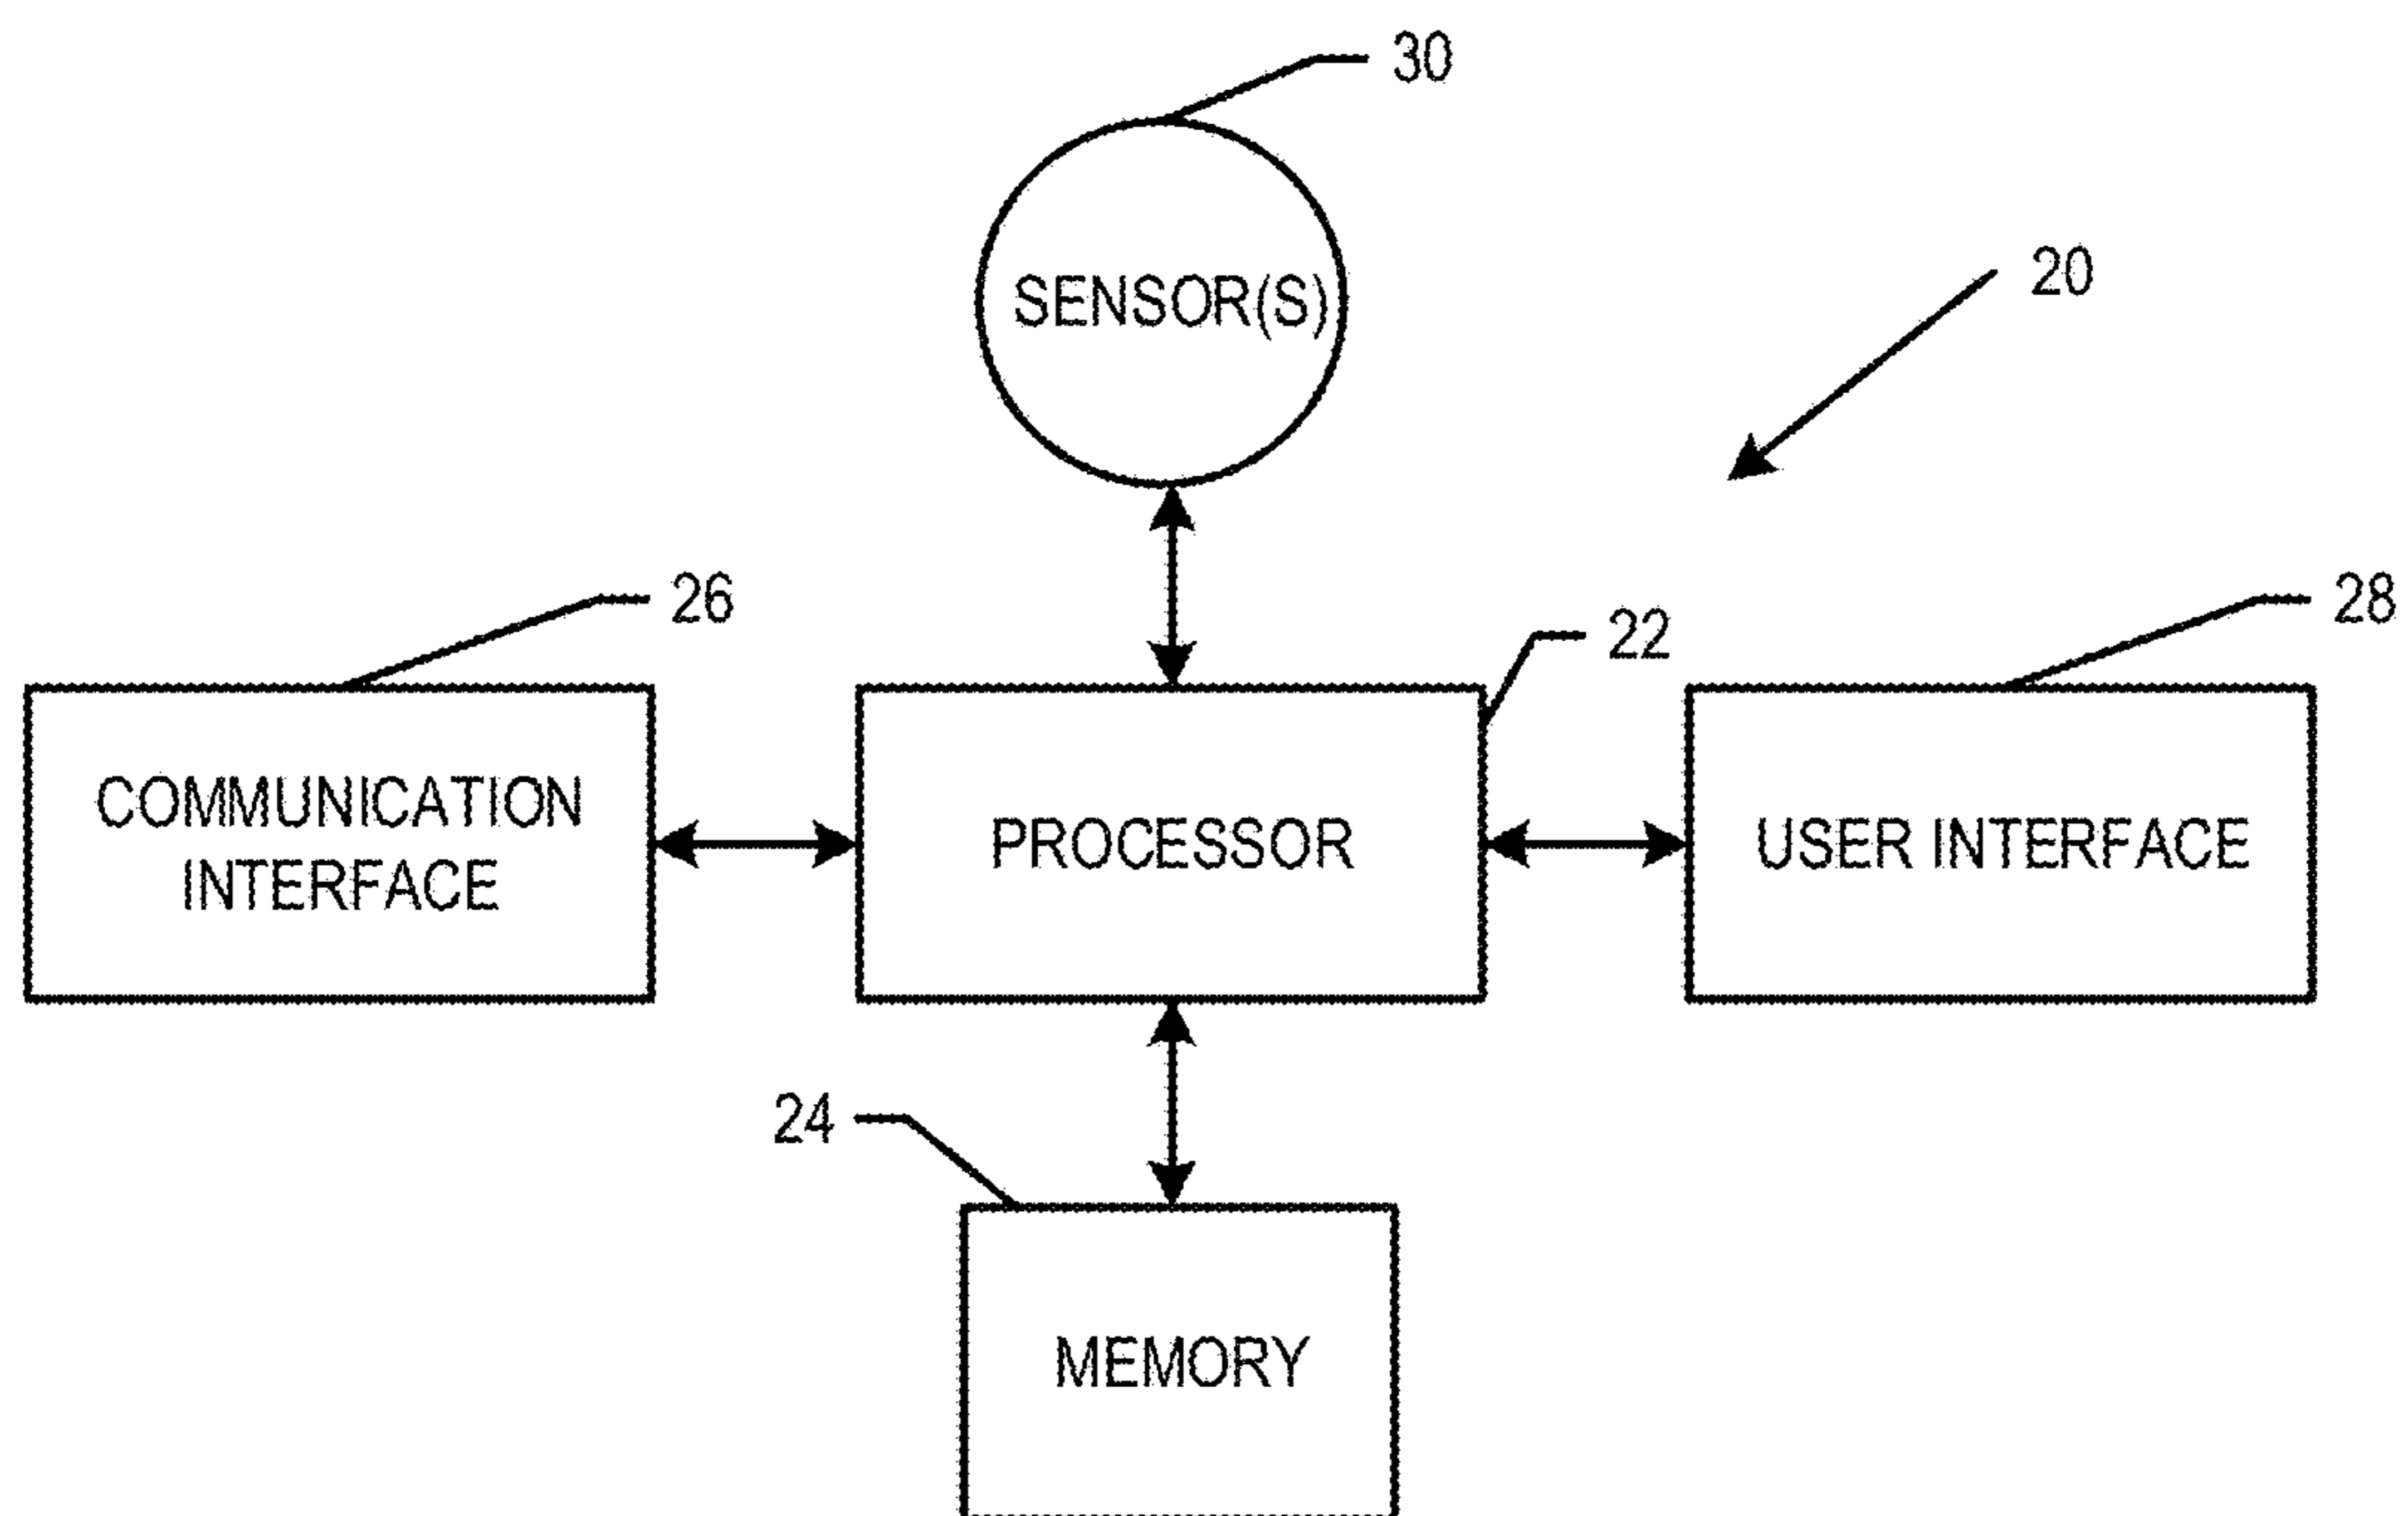 30
SENSOR(S)
20
26
22
28
COMMUNICATION
INTERFACE
PROCESSOR
USER INTERFACE
24
MEMORY